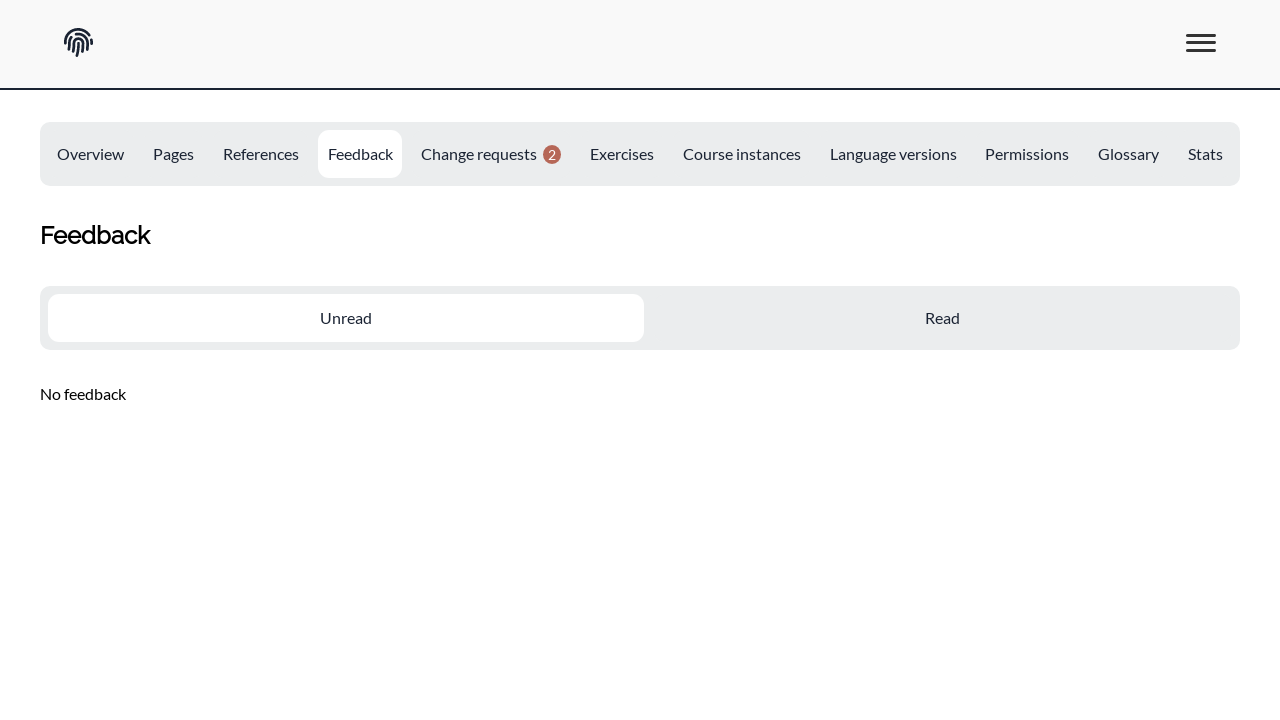 Overview Pages References Feedback Change requests 2 Exercises Course instances Language versions Permissions Glossary Stats
Feedback
Unread Read
No feedback